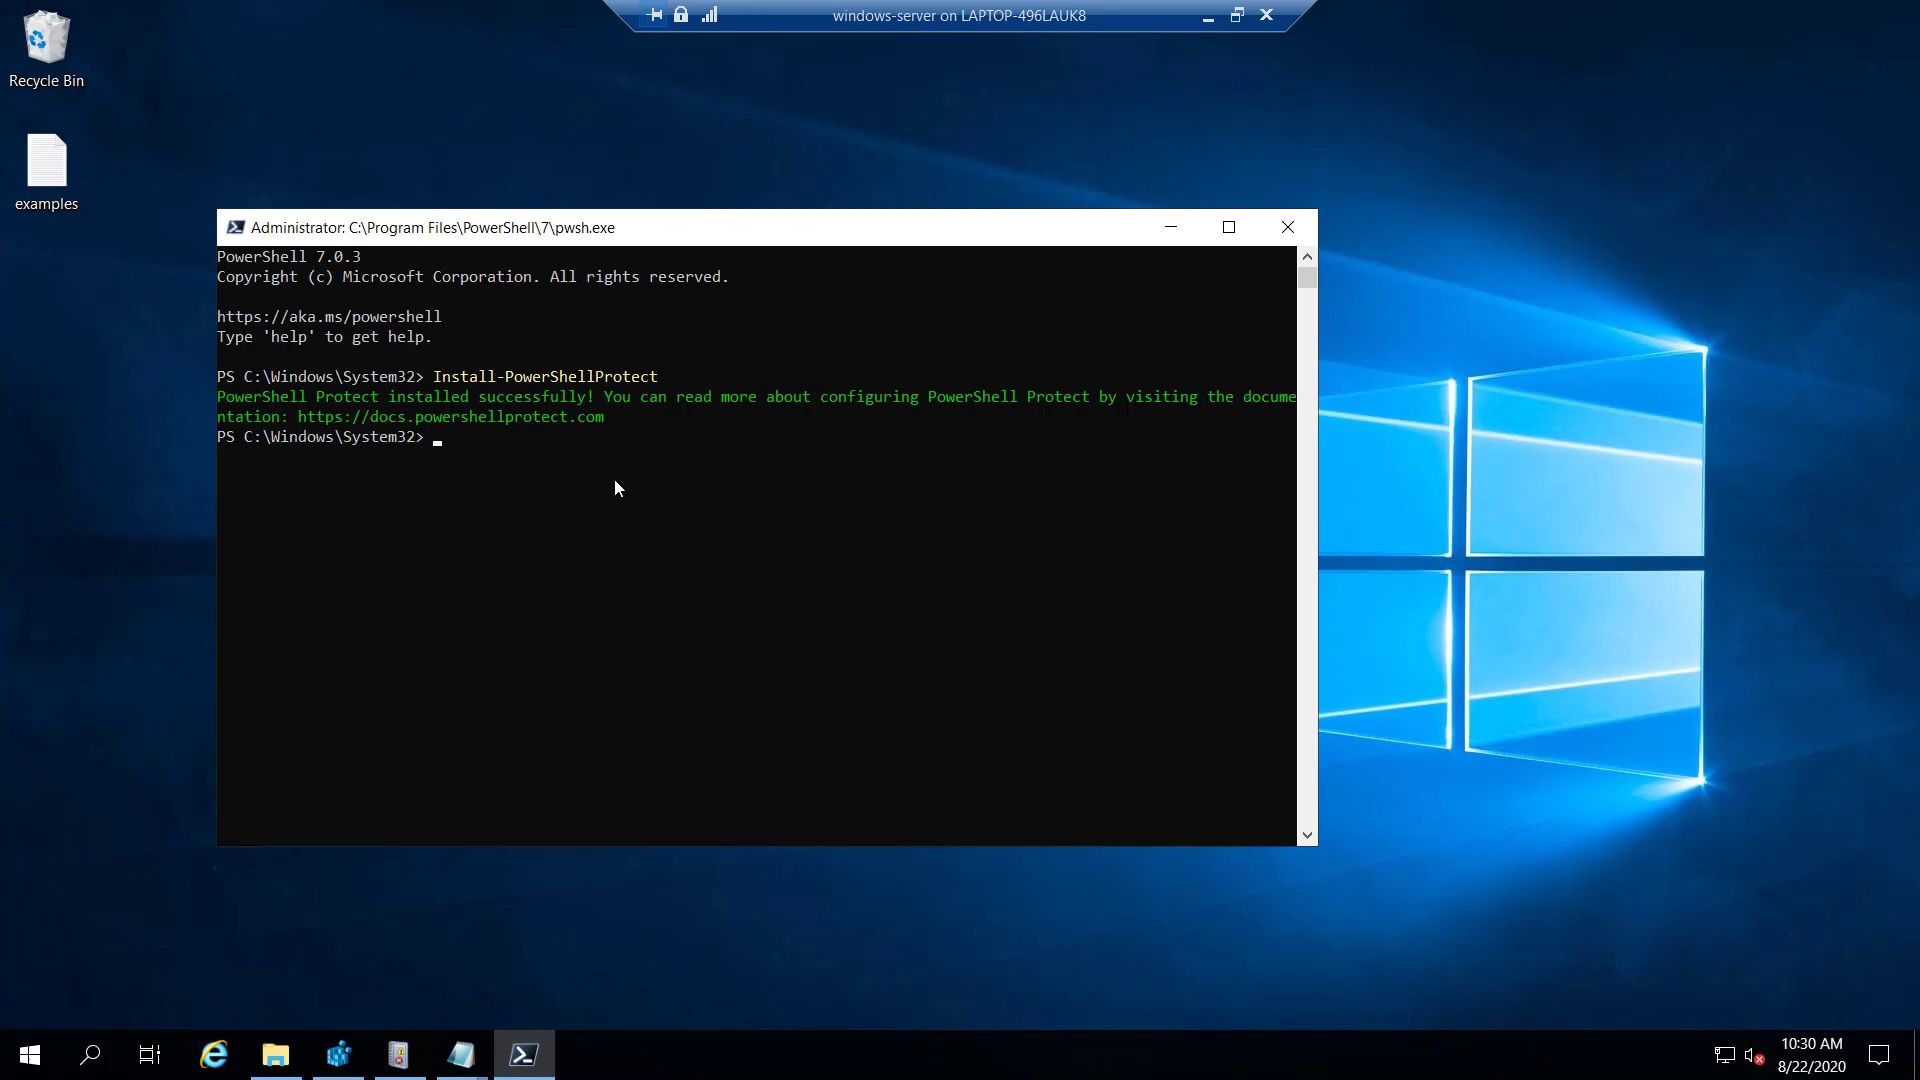 windows-server on LAPTOP-496LAUK8
Recycle Bin
examples
Administrator: C:\Program Files\PowerShell\7\pwsh.exe
PowerShell 7.0.3
Copyright (c) Microsoft Corporation. All rights reserved.
https://aka.ms/powershell
Type 'help' to get help.
PS C:\Windows\System32> Install-PowerShellProtect
PowerShell Protect installed successfully! You can read more about configuring PowerShell Protect by visiting the docume
ntation: https://docs.powershellprotect.com
PS C:\Windows\System32>
10:30 AM
8/22/2020